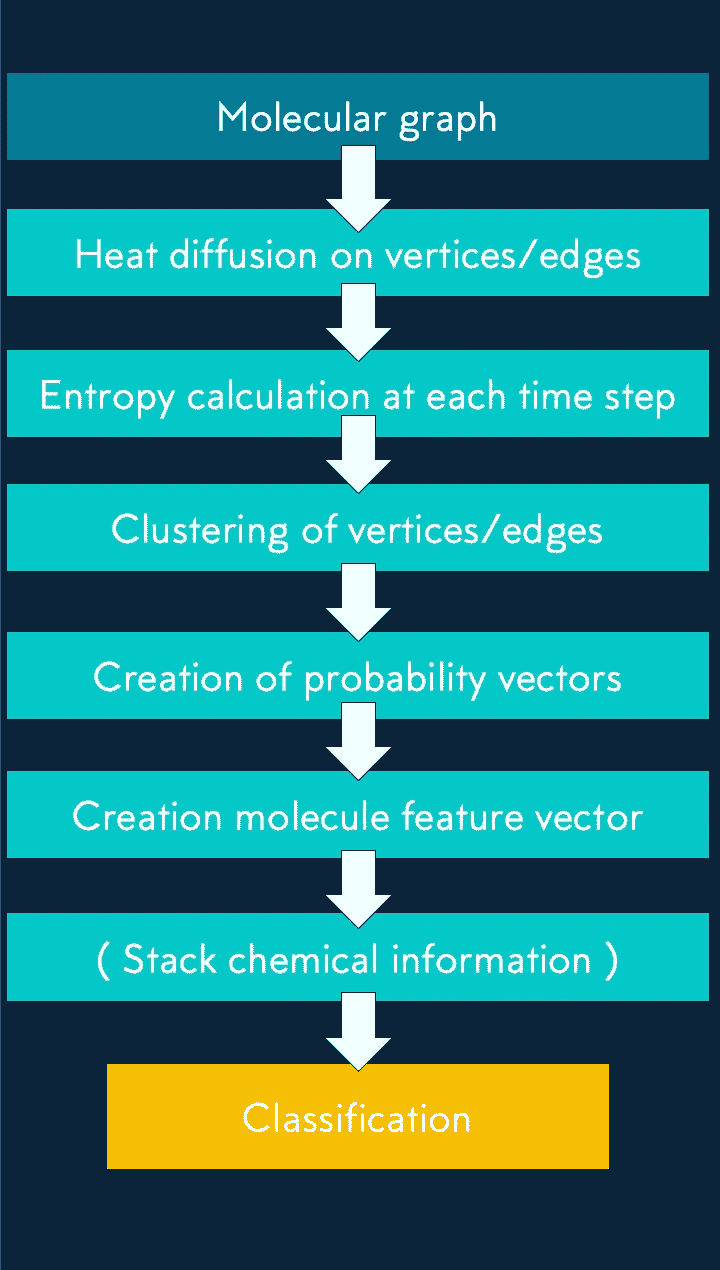 Molecular graph
Heat diffusion on vertices/edges
Entropy calculation at each time step
Clustering of vertices/edges
Creation of probability vectors
Creation molecule feature vector
( Stack chemical information )
Classification